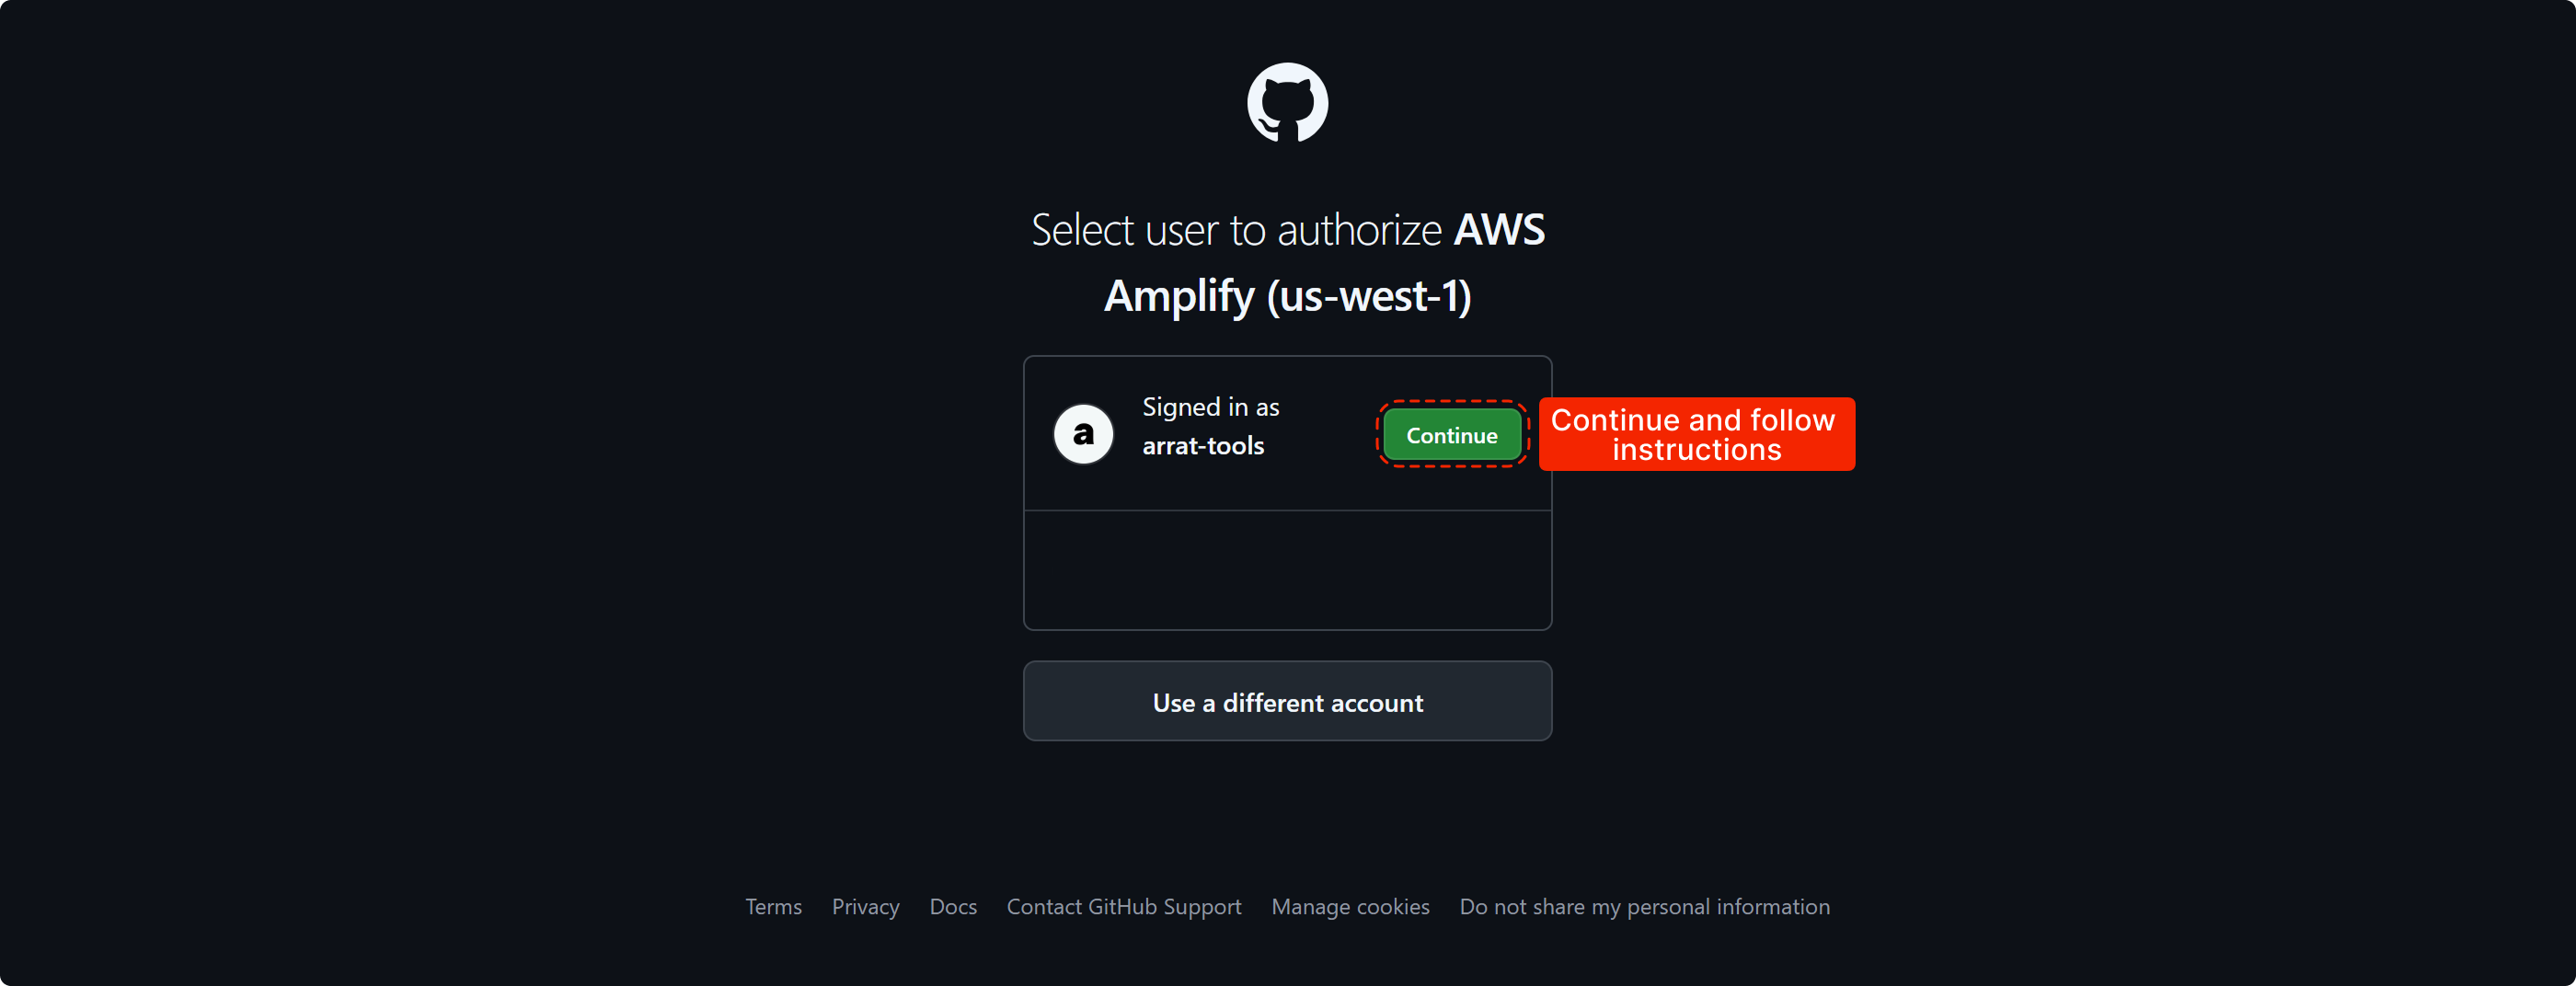 Select user to authorize AWS
Amplify (us-west-1)
a
Signed in as
arrat-tools
Continue
Continue and follow
instructions
Use a different account
Terms Privacy Docs Contact GitHub Support Manage cookies Do not share my personal information